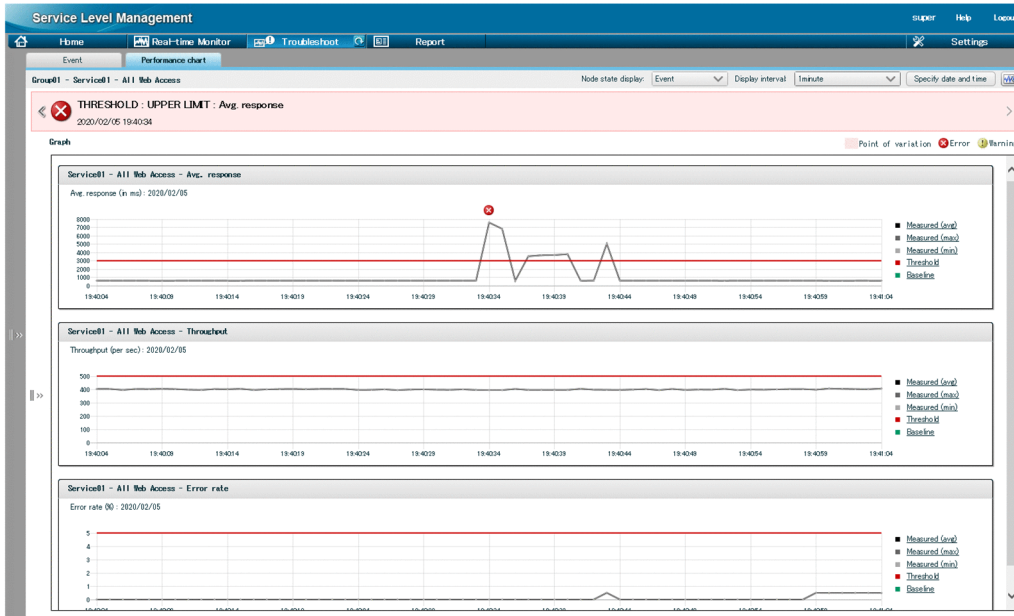 Service Level Management
super Help Logou
Home Real-time Monitor Troubleshoot Report Settings
Event Performance chart
Group01 - Service01 - All Web Access
Node state display: Event Display interval 1minute Specify date and time
THRESHOLD : UPPER LIMIT : Avg. response
2020/02/05 19:40:34
Graph
Point of variation Error Warnin
Service01 - All Web Access - Avg. response
Avg. response (in ms) : 2020/02/05
8000
7000
6000
5000
4000
3000
2000
1000
0
19:40:04 19:40:09 19:40:14 19:40:19 19:40:24 19:40:29 19:40:34 19:40:39 19:40:44 19:40:49 19:40:54 19:40:59 19:41:04
Measured (avg)
Measured (max)
Measured (min)
Threshold
Baseline
Service01 - All Web Access - Throughput
Throughput (per sec) : 2020/02/05
500
400
300
200
100
0
19:40:04 19:40:09 19:40:14 19:40:19 19:40:24 19:40:29 19:40:34 19:40:39 19:40:44 19:40:49 19:40:54 19:40:59 19:41:04
Measured (avg)
Measured (max)
Measured (min)
Threshold
Baseline
Service01 - All Web Access - Error rate
Error rate (%) : 2020/02/05
5
4
3
2
1
0
Measured (avg)
Measured (max)
Measured (min)
Threshold
Baseline